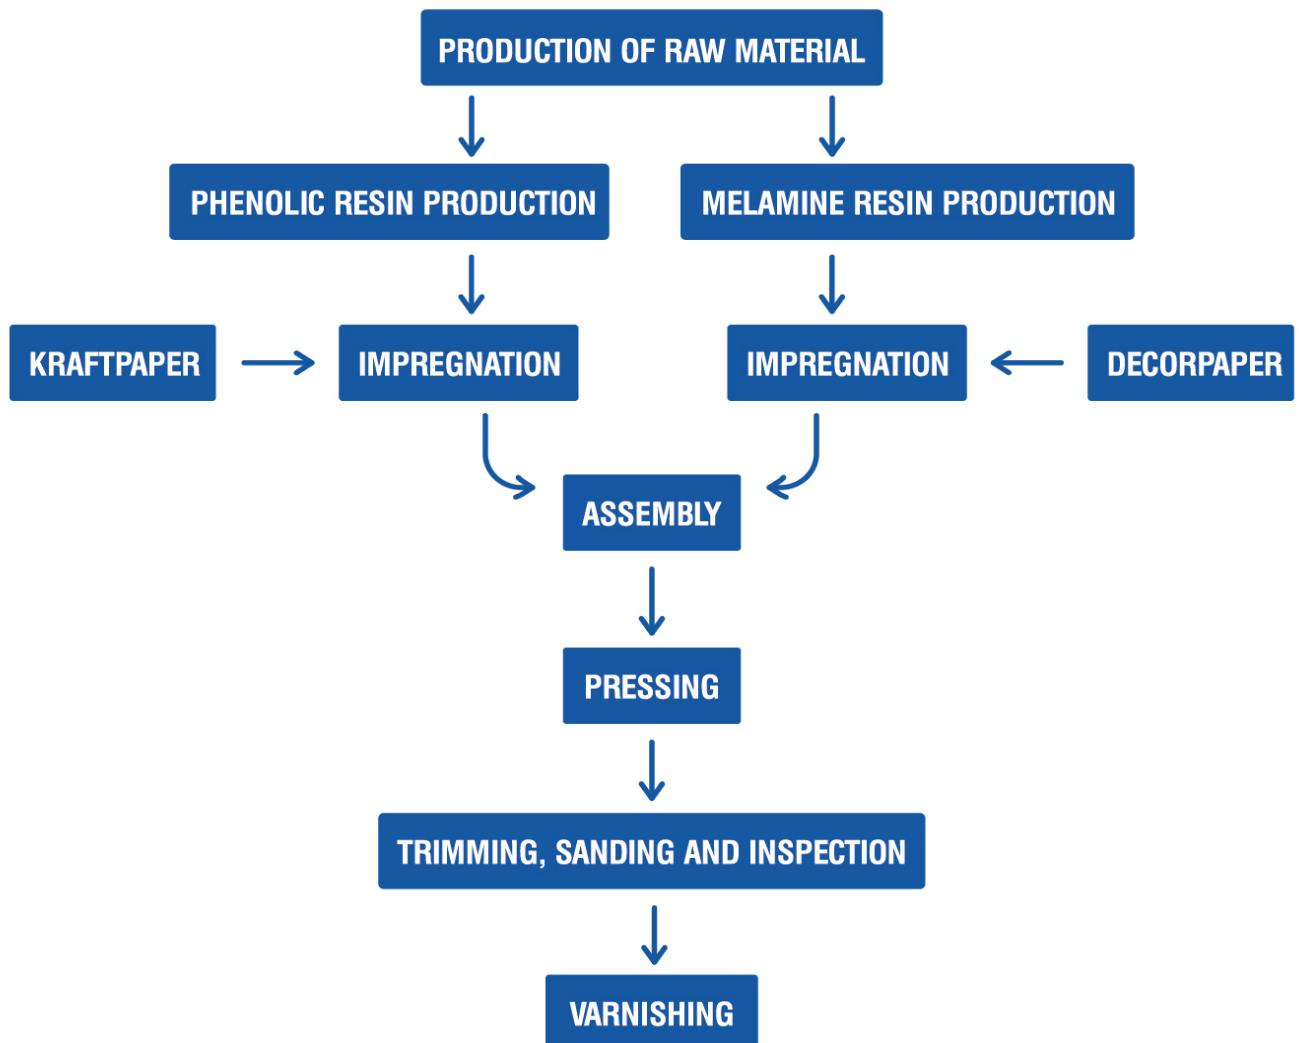 PRODUCTION OF RAW MATERIAL
PHENOLIC RESIN PRODUCTION
MELAMINE RESIN PRODUCTION
KRAFTPAPER
IMPREGNATION
IMPREGNATION
DECORPAPER
ASSEMBLY
PRESSING
TRIMMING, SANDING AND INSPECTION
VARNISHING